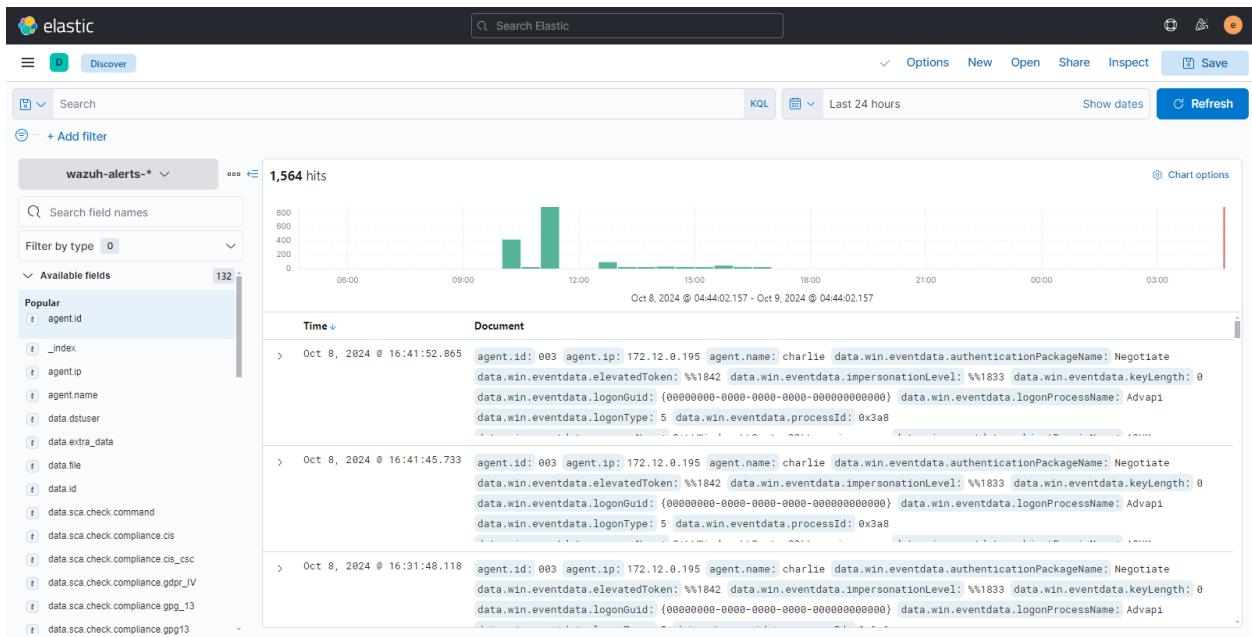 elastic
Search Elastic
e
D Discover
Options New Open Share Inspect Save
Search KQL Last 24 hours Show dates Refresh
+ Add filter
wazuh-alerts-*
Search field names
Filter by type 0
Available fields 132
Popular
t agent.id
t _index
t agent.ip
t agent.name
t data.dstuser
t data.extra_data
t data.file
t data.id
t data.sca.check.command
t data.sca.check.compliance.cis
t data.sca.check.compliance.cis_csc
t data.sca.check.compliance.gdpr_IV
t data.sca.check.compliance.gpg_13
t data.sca.check.compliance.gpg13
1,564 hits
Chart options
800
600
400
200
0
06:00 09:00 12:00 15:00 18:00 21:00 00:00 03:00
Oct 8, 2024 @ 04:44:02.157 - Oct 9, 2024 @ 04:44:02.157
Time Document
Oct 8, 2024 @ 16:41:52.865 agent.id: 003 agent.ip: 172.12.0.195 agent.name: charlie data.win.eventdata.authenticationPackageName: Negotiate
data.win.eventdata.elevatedToken: %%1842 data.win.eventdata.impersonationLevel: %%1833 data.win.eventdata.keyLength: 0
data.win.eventdata.logonGuid: {00000000-0000-0000-0000-000000000000} data.win.eventdata.logonProcessName: Advapi
data.win.eventdata.logonType: 5 data.win.eventdata.processId: 0x3a8
Oct 8, 2024 @ 16:41:45.733 agent.id: 003 agent.ip: 172.12.0.195 agent.name: charlie data.win.eventdata.authenticationPackageName: Negotiate
data.win.eventdata.elevatedToken: %%1842 data.win.eventdata.impersonationLevel: %%1833 data.win.eventdata.keyLength: 0
data.win.eventdata.logonGuid: {00000000-0000-0000-0000-000000000000} data.win.eventdata.logonProcessName: Advapi
data.win.eventdata.logonType: 5 data.win.eventdata.processId: 0x3a8
Oct 8, 2024 @ 16:31:48.118 agent.id: 003 agent.ip: 172.12.0.195 agent.name: charlie data.win.eventdata.authenticationPackageName: Negotiate
data.win.eventdata.elevatedToken: %%1842 data.win.eventdata.impersonationLevel: %%1833 data.win.eventdata.keyLength: 0
data.win.eventdata.logonGuid: {00000000-0000-0000-0000-000000000000} data.win.eventdata.logonProcessName: Advapi